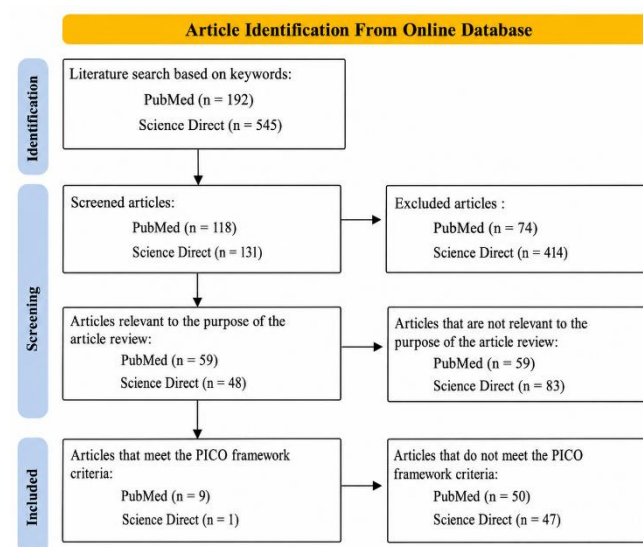 Article Identification From Online Database
Identification
Literature search based on keywords:
PubMed (n = 192)
Science Direct (n = 545)
Screening
Screened articles:
PubMed (n = 118)
Science Direct (n = 131)
Excluded articles :
PubMed (n = 74)
Science Direct (n = 414)
Articles relevant to the purpose of the
article review:
PubMed (n = 59)
Science Direct (n = 48)
Articles that are not relevant to the
purpose of the article review:
PubMed (n = 59)
Science Direct (n = 83)
Included
Articles that meet the PICO framework
criteria:
PubMed (n = 9)
Science Direct (n = 1)
Articles that do not meet the PICO
framework criteria:
PubMed (n = 50)
Science Direct (n = 47)